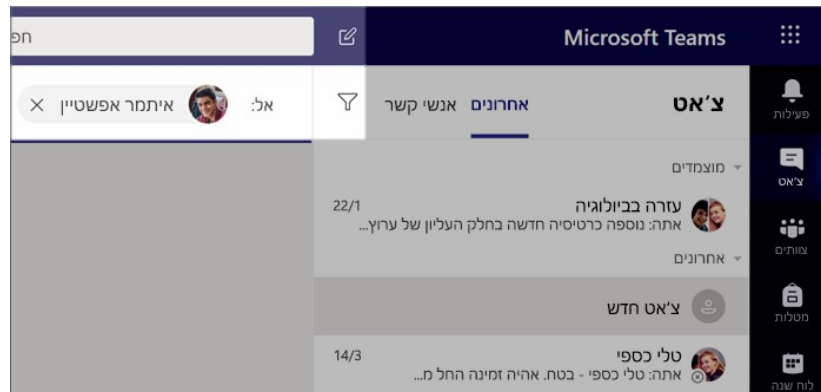 Microsoft Teams
חפ
פעילות
צ'אט
צוותים
מטלות
לוח שנה
צ'אט
אחרונים
אנשי קשר
אל:
איתמר אפשטיין
מוצמדים
עזרה בביולוגיה
22/1
אתה: נוספה כרטיסיה חדשה בחלק העליון של ערוץ...
אחרונים
צ'אט חדש
טלי כספי
14/3
אתה: טלי כספי - בטח. אהיה זמינה החל מ...